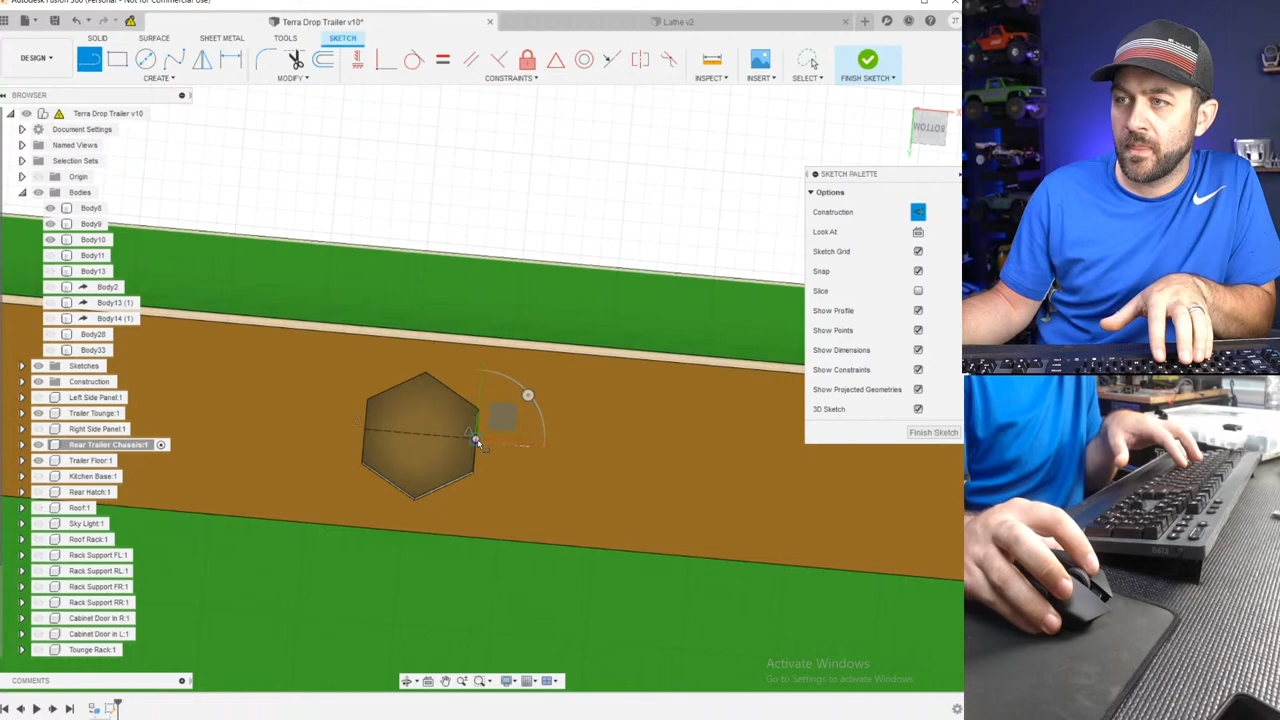 Autodesk Fusion 360 (Personal - Not for Commercial Use)
Terra Drop Trailer v10*
Lathe v2
JT
DESIGN
SOLID
SURFACE
SHEET METAL
TOOLS
SKETCH
CREATE
MODIFY
CONSTRAINTS
INSPECT
INSERT
SELECT
FINISH SKETCH
BROWSER
Terra Drop Trailer v10
Document Settings
Named Views
Selection Sets
Origin
Bodies
Body8
Body9
Body10
Body11
Body13
Body2
Body13 (1)
Body14 (1)
Body28
Body33
Sketches
Construction
Left Side Panel:1
Trailer Tounge:1
Right Side Panel:1
Rear Trailer Chassis:1
Trailer Floor:1
Kitchen Base:1
Rear Hatch:1
Roof:1
Sky Light:1
Roof Rack:1
Rack Support FL:1
Rack Support RL:1
Rack Support FR:1
Rack Support RR:1
Cabinet Door In R:1
Cabinet Door in L:1
Tounge Rack:1
COMMENTS
BOTTOM
X
SKETCH PALETTE
Options
Construction
Look At
Sketch Grid
Snap
Slice
Show Profile
Show Points
Show Dimensions
Show Constraints
Show Projected Geometries
3D Sketch
Finish Sketch
Activate Windows
Go to Settings to activate Windows.